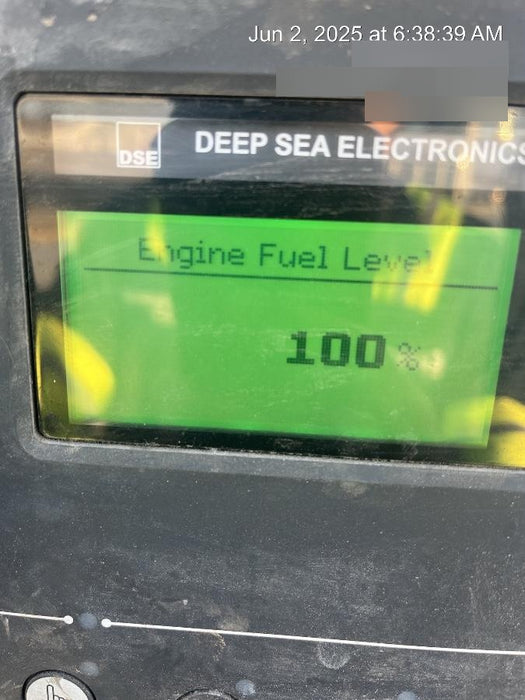 Jun 2, 2025 at 6:38:39 AM
DSE
DEEP SEA ELECTRONICS
Engine Fuel Level
100 %